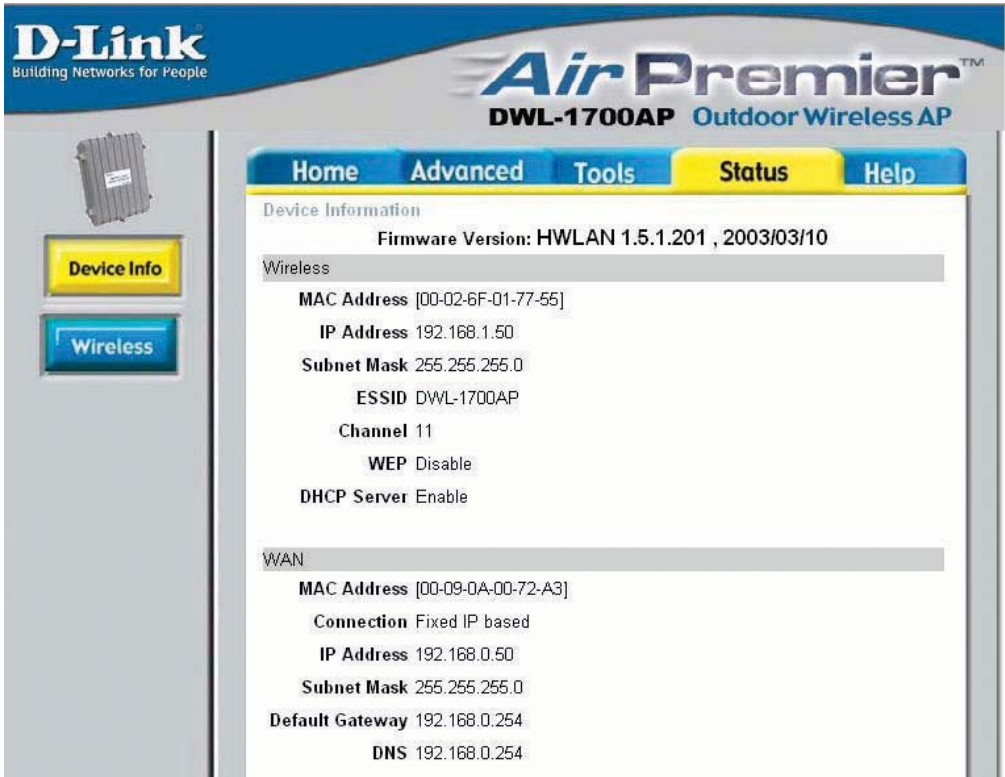 D-Link
Building Networks for People
Air Premier™
DWL-1700AP Outdoor Wireless AP
Home Advanced Tools Status Help
Device Info
Wireless
Device Information
Firmware Version: HWLAN 1.5.1.201 , 2003/03/10
Wireless
MAC Address [00-02-6F-01-77-55]
IP Address 192.168.1.50
Subnet Mask 255.255.255.0
ESSID DWL-1700AP
Channel 11
WEP Disable
DHCP Server Enable
WAN
MAC Address [00-09-0A-00-72-A3]
Connection Fixed IP based
IP Address 192.168.0.50
Subnet Mask 255.255.255.0
Default Gateway 192.168.0.254
DNS 192.168.0.254